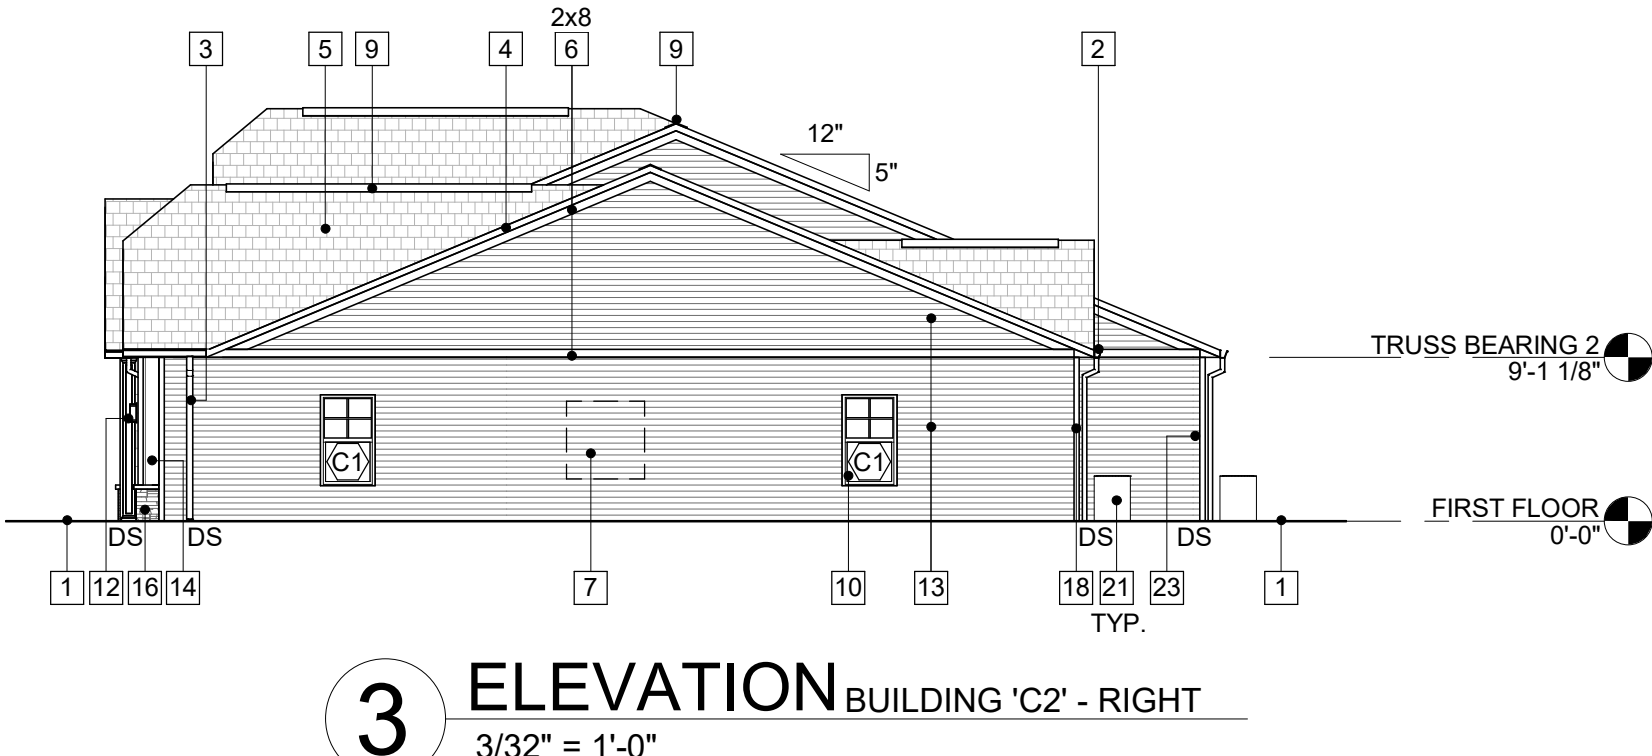 2x8
3 5 9 4 6 9 2
12"
5"
TRUSS BEARING 2
9'-1 1/8"
C1 C1
FIRST FLOOR
0'-0"
DS DS DS DS
1 12 16 14 7 10 13 18 21 23 1
TYP.
3 ELEVATION BUILDING 'C2' - RIGHT
3/32" = 1'-0"